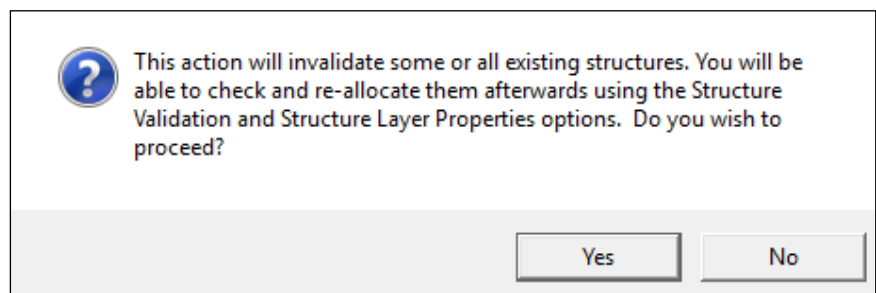 This action will invalidate some or all existing structures. You will be
able to check and re-allocate them afterwards using the Structure
Validation and Structure Layer Properties options.  Do you wish to
proceed?
Yes
No